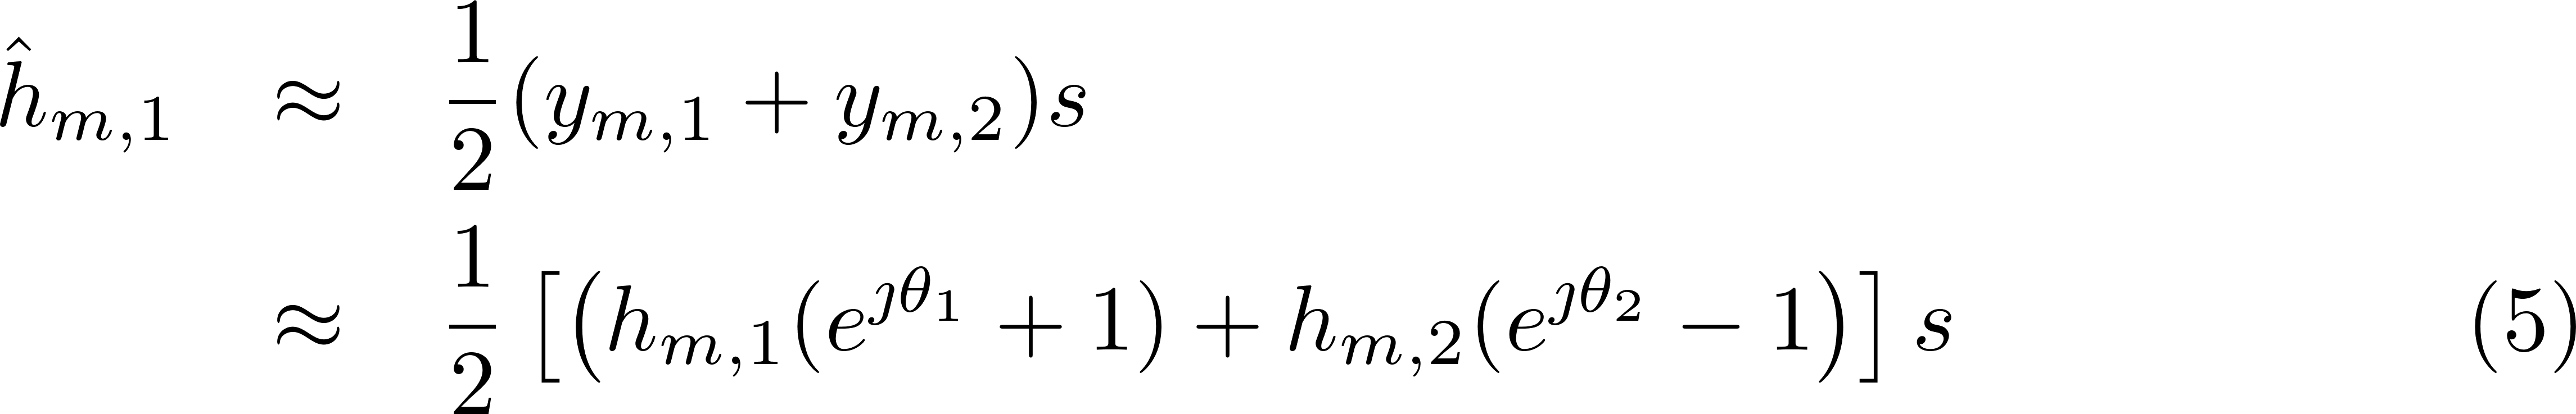 \hat{h}_{m,1} \approx \frac{1}{2}(y_{m,1} + y_{m,2})s
\approx \frac{1}{2} \left[ \big( h_{m,1}(e^{\jmath\theta_1} + 1) + h_{m,2}(e^{\jmath\theta_2} - 1 \big) \right] s (5)